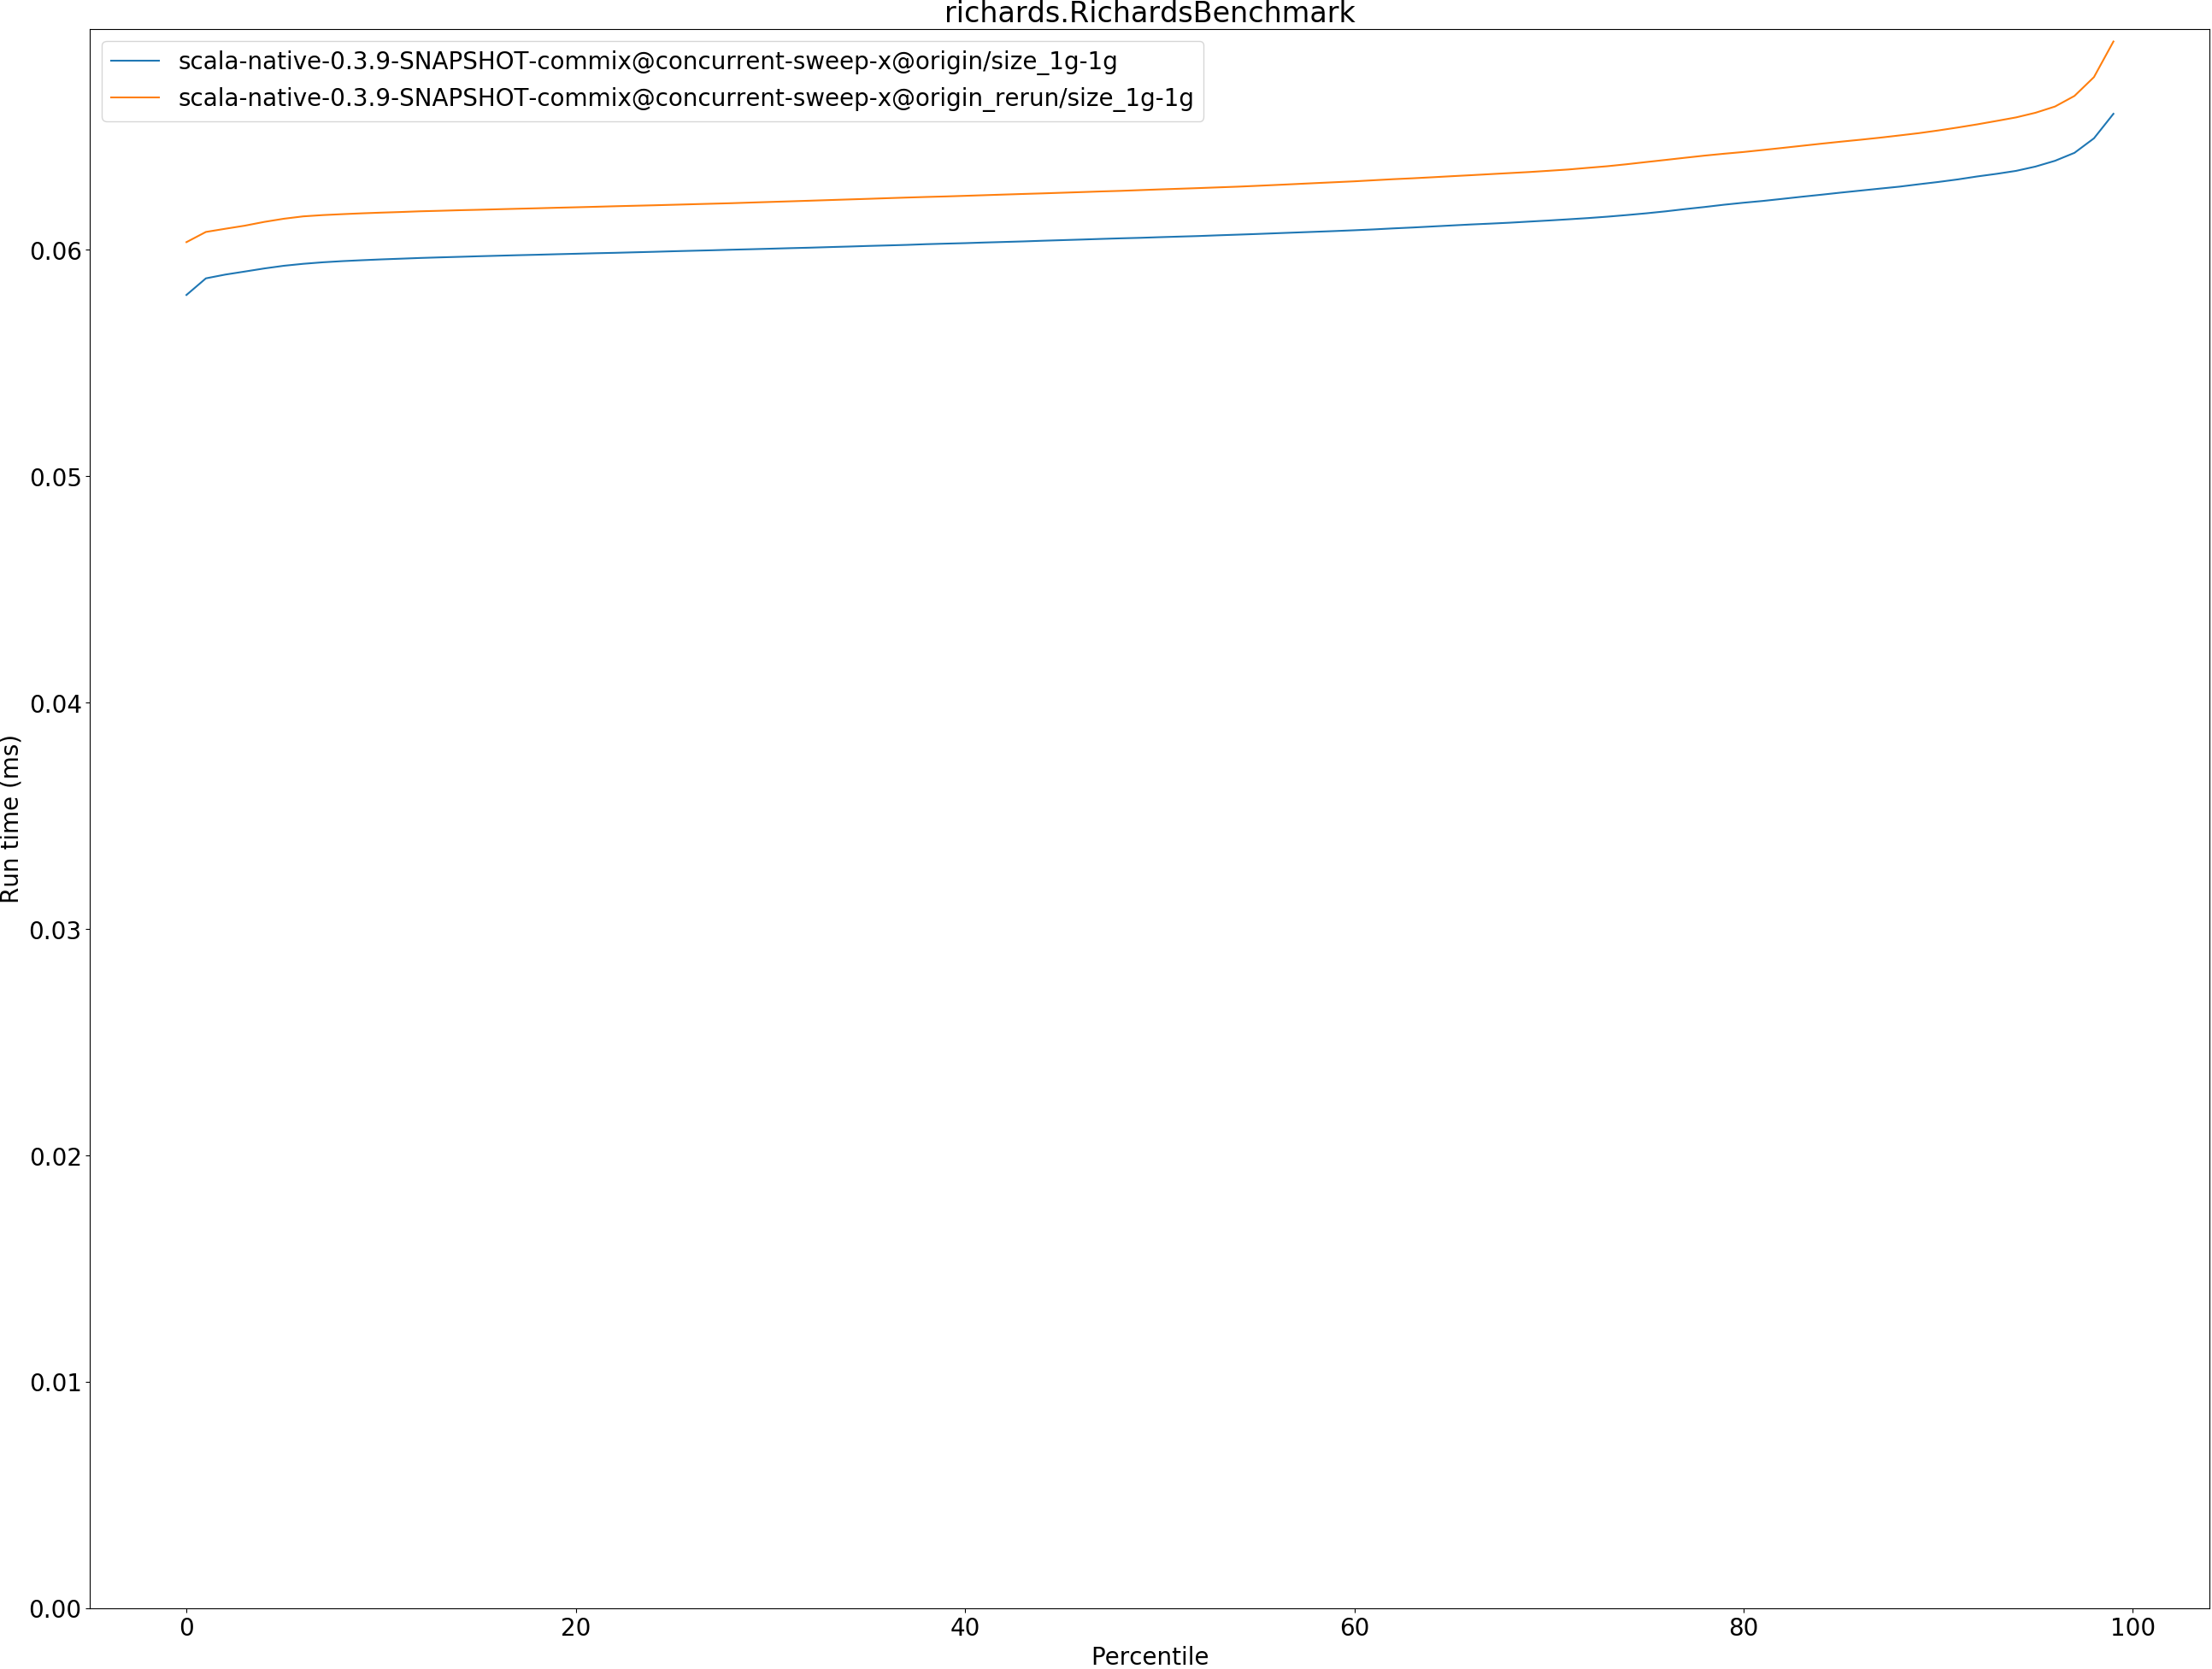 richards.RichardsBenchmark
scala-native-0.3.9-SNAPSHOT-commix@concurrent-sweep-x@origin/size_1g-1g
scala-native-0.3.9-SNAPSHOT-commix@concurrent-sweep-x@origin_rerun/size_1g-1g
0.06
0.05
0.04
0.03
0.02
0.01
0.00
Run time (ms)
0 20 40 60 80 100
Percentile